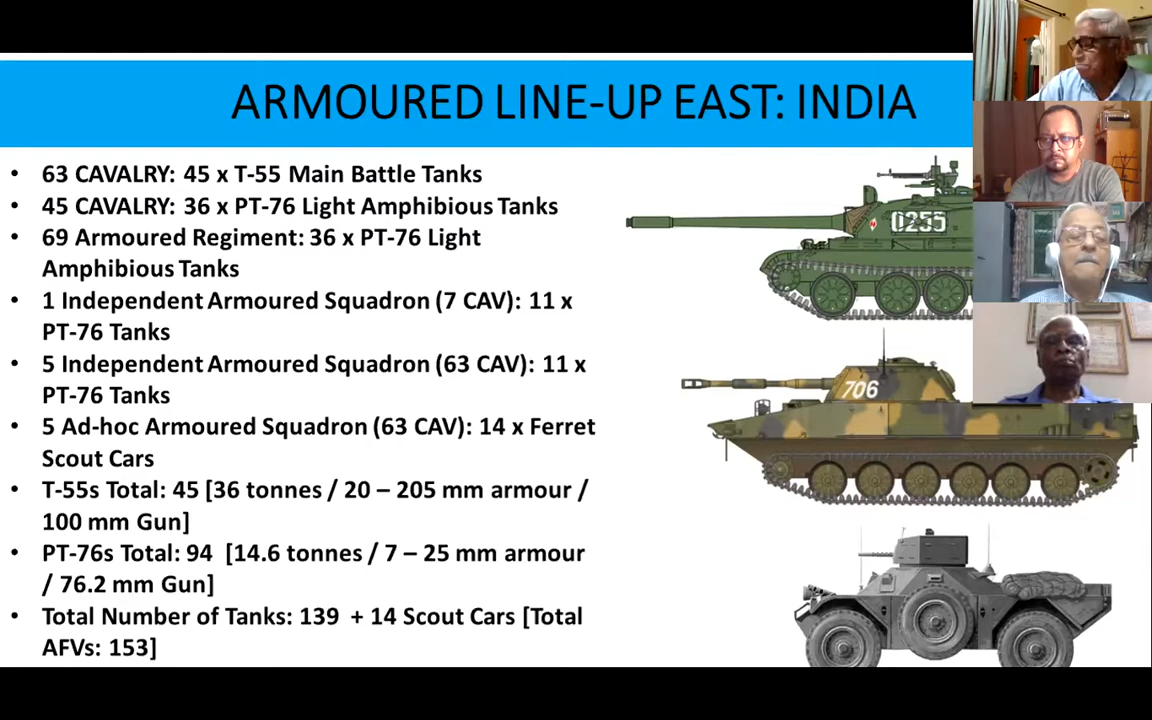 ARMOURED LINE-UP EAST: INDIA
• 63 CAVALRY: 45 x T-55 Main Battle Tanks
• 45 CAVALRY: 36 x PT-76 Light Amphibious Tanks
• 69 Armoured Regiment: 36 x PT-76 Light
Amphibious Tanks
• 1 Independent Armoured Squadron (7 CAV): 11 x
PT-76 Tanks
• 5 Independent Armoured Squadron (63 CAV): 11 x
PT-76 Tanks
• 5 Ad-hoc Armoured Squadron (63 CAV): 14 x Ferret
Scout Cars
• T-55s Total: 45 [36 tonnes / 20 – 205 mm armour /
100 mm Gun]
• PT-76s Total: 94 [14.6 tonnes / 7 – 25 mm armour
/ 76.2 mm Gun]
• Total Number of Tanks: 139 + 14 Scout Cars [Total
AFVs: 153]
0255
706